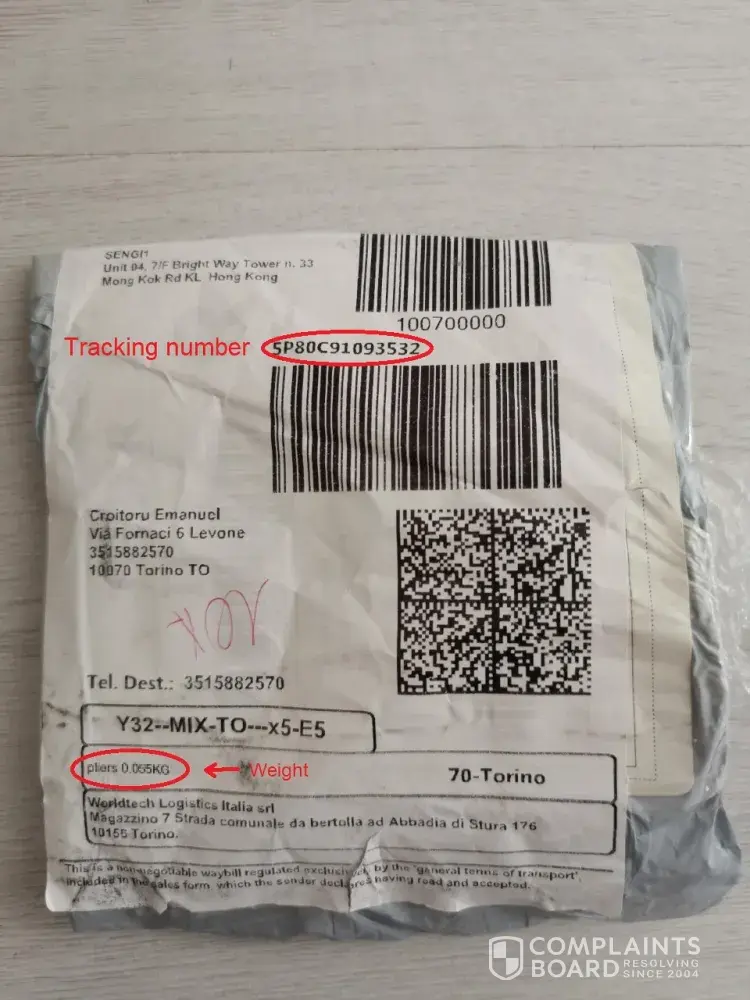 SENGI1
Unit 04, 7/F Bright Way Tower n. 33
Mong Kok Rd KL Hong Kong
100700000
Tracking number 5P80C91093532
Croitoru Emanuel
Via Fornaci 6 Levone
3515882570
10070 Torino TO
Tel. Dest.: 3515882570
Y32--MIX-TO---x5-E5
pliers 0.055KG Weight
70-Torino
Worldtech Logistics Italia srl
Magazzino 7 Strada comunale da bertolla ad Abbadia di Stura 176
10156 Torino.
This is a non-negotiable waybill regulated exclusively by the 'general terms of transport',
included in the sales form, which the sender declares having read and accepted.
COMPLAINTS
BOARD RESOLVING
SINCE 2004